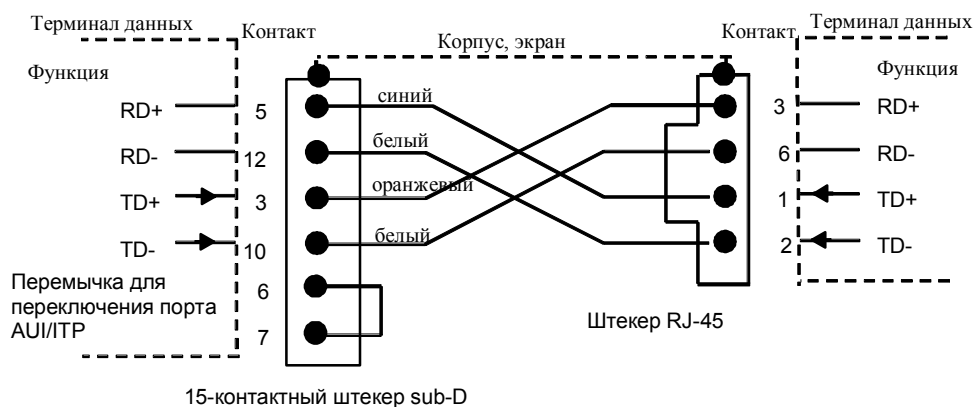 Терминал данных
Контакт
Корпус, экран
Контакт
Терминал данных
Функция
Функция
RD+
5
синий
3
RD+
RD-
12
белый
6
RD-
TD+
3
оранжевый
1
TD+
TD-
10
белый
2
TD-
Перемычка для
переключения порта
AUI/ITP
6
7
Штекер RJ-45
15-контактный штекер sub-D